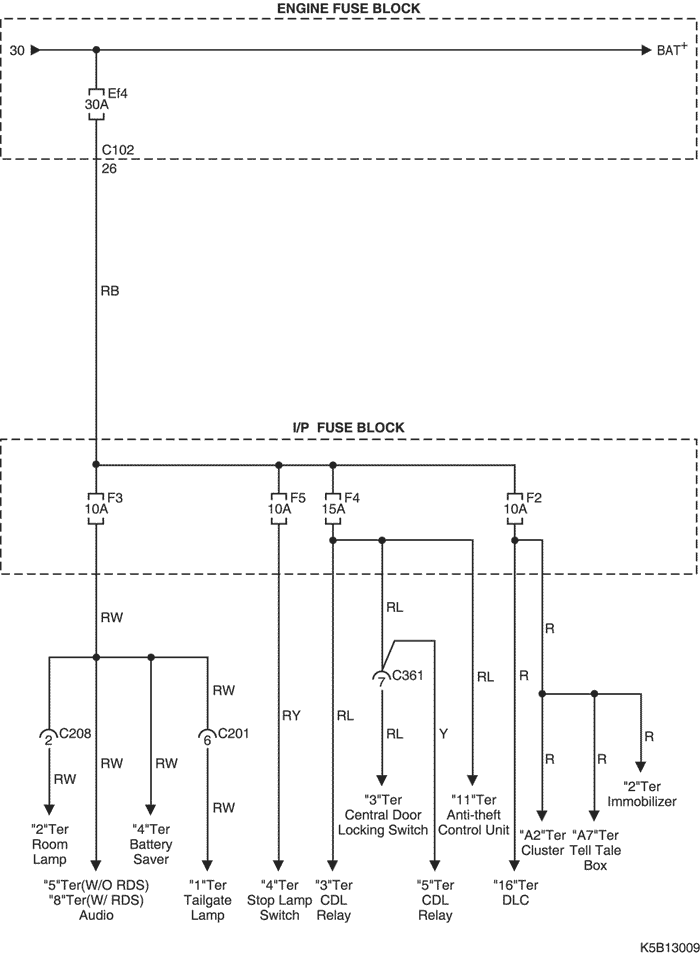 ENGINE FUSE BLOCK
30
BAT+
Ef4
30A
C102
26
RB
I/P FUSE BLOCK
F3
10A
F5
10A
F4
15A
F2
10A
RW
RL
R
C361
7
RW
RL
R
RY
RL
RL
Y
C208
2
C201
6
R
RW
RW
RW
RW
RL
R
R
"2"Ter
Room
Lamp
"4"Ter
Battery
Saver
"3"Ter
Central Door
Locking Switch
"11"Ter
Anti-theft
Control Unit
"2"Ter
Immobilizer
"A2"Ter
Cluster
"A7"Ter
Tell Tale
Box
"5"Ter(W/O RDS)
"8"Ter(W/ RDS)
Audio
"1"Ter
Tailgate
Lamp
"4"Ter
Stop Lamp
Switch
"3"Ter
CDL
Relay
"5"Ter
CDL
Relay
"16"Ter
DLC
K5B13009